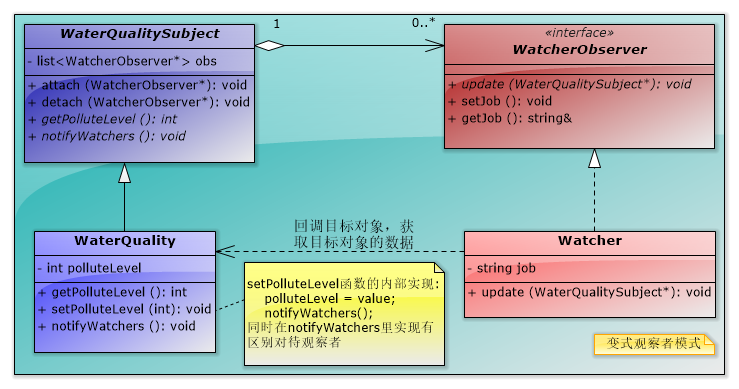 WaterQualitySubject
- list<WatcherObserver*> obs
+ attach (WatcherObserver*): void
+ detach (WatcherObserver*): void
+ getPolluteLevel (): int
+ notifyWatchers (): void
1
0..*
«interface»
WatcherObserver
+ update (WaterQualitySubject*): void
+ setJob (): void
+ getJob (): string&
回调目标对象，获
取目标对象的数据
WaterQuality
- int polluteLevel
+ getPolluteLevel (): int
+ setPolluteLevel (int): void
+ notifyWatchers (): void
setPolluteLevel函数的内部实现:
polluteLevel = value;
notifyWatchers();
同时在notifyWatchers里实现有
区别对待观察者
Watcher
- string job
+ update (WaterQualitySubject*): void
变式观察者模式